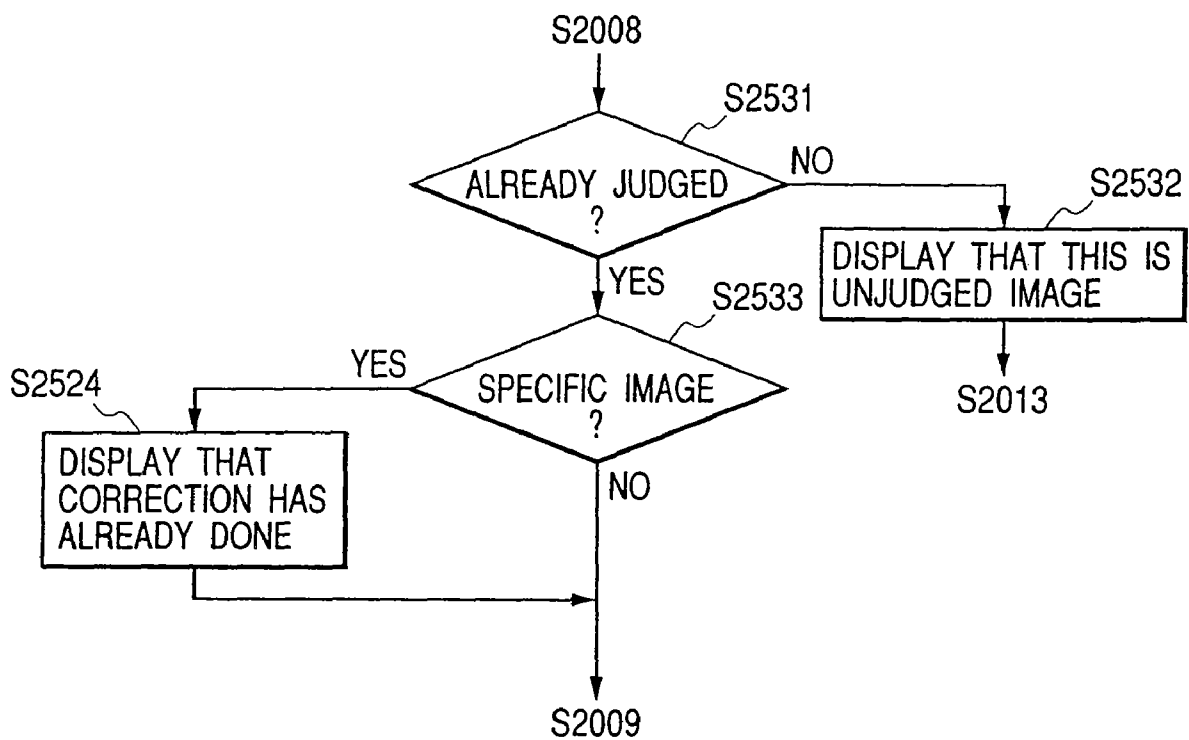 S2008
S2531
ALREADY JUDGED
?
NO
S2532
DISPLAY THAT THIS IS
UNJUDGED IMAGE
YES
S2533
S2013
YES
SPECIFIC IMAGE
?
S2524
DISPLAY THAT
CORRECTION HAS
ALREADY DONE
NO
S2009